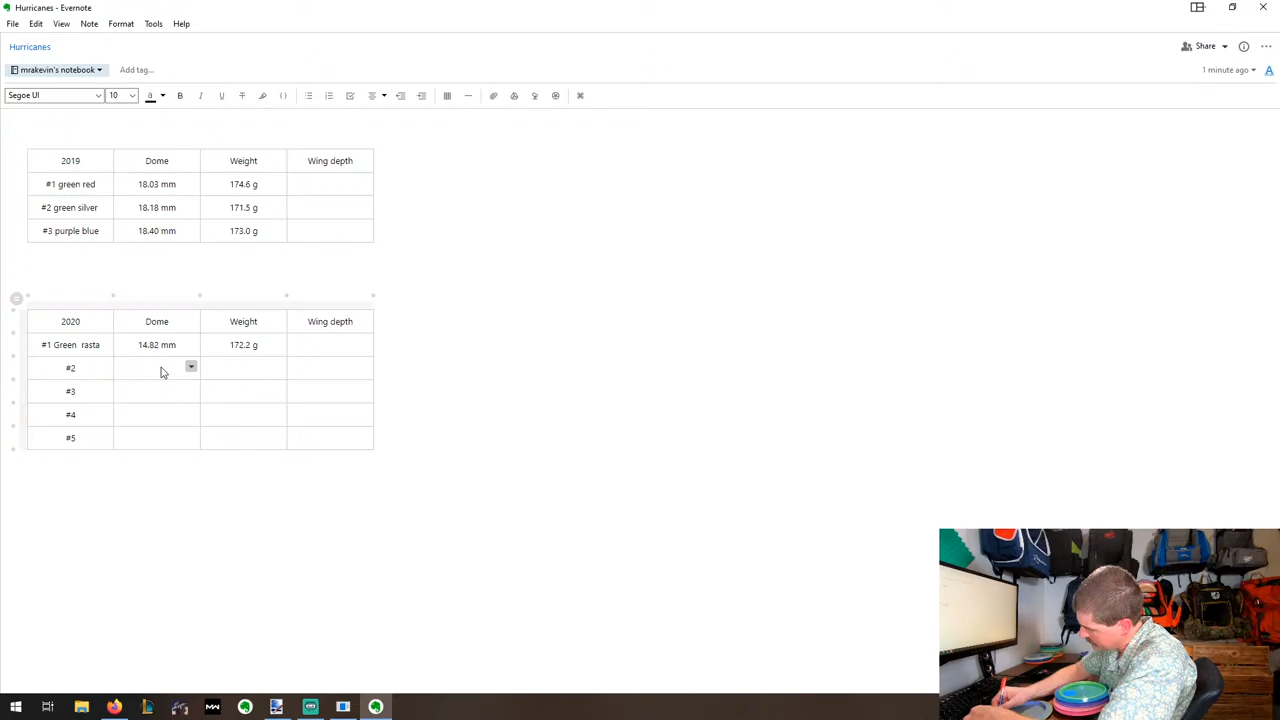 Hurricanes - Evernote
File Edit View Note Format Tools Help
Hurricanes Share
mrakevin's notebook Add tag... 1 minute ago A
Segoe UI 10 a B I U T { }
2019 Dome Weight Wing depth
#1 green red 18.03 mm 174.6 g
#2 green silver 18.18 mm 171.5 g
#3 purple blue 18.40 mm 173.0 g
2020 Dome Weight Wing depth
#1 Green rasta 14.82 mm 172.2 g
#2
#3
#4
#5